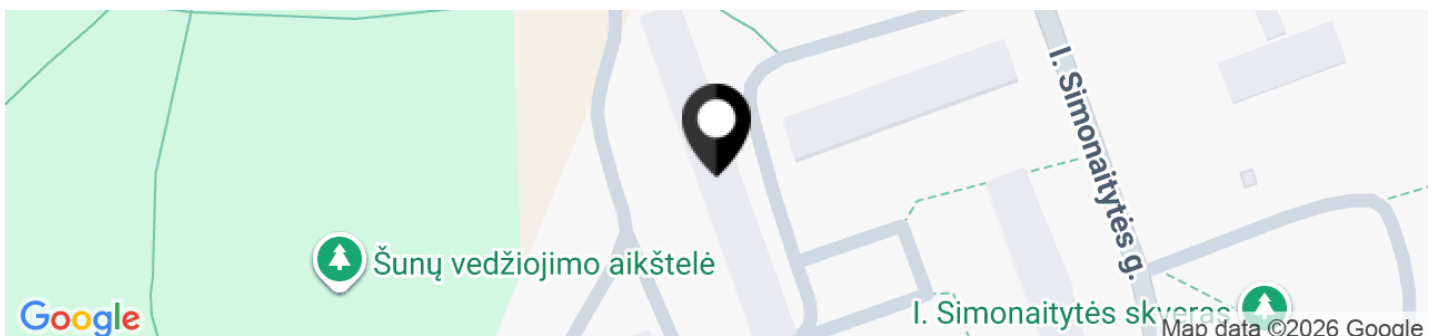 I. Simonaitytės g.
Šunų vedžiojimo aikštelė
I. Simonaitytės skveras
Google
Map data ©2026 Google